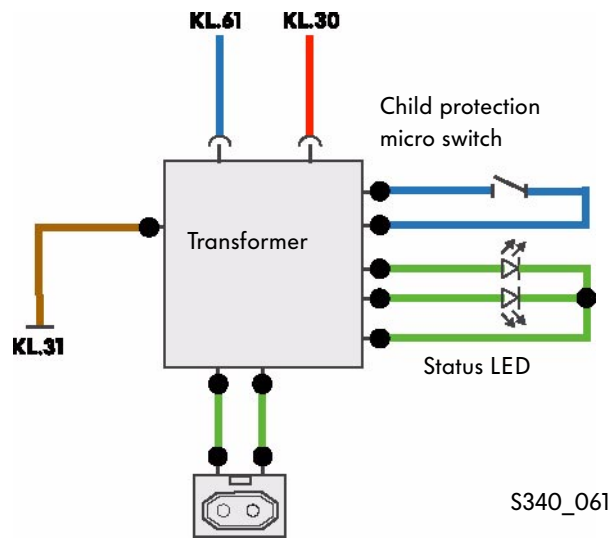 KL.61 KL.30
Child protection
micro switch
Transformer
KL.31
Status LED
S340_061